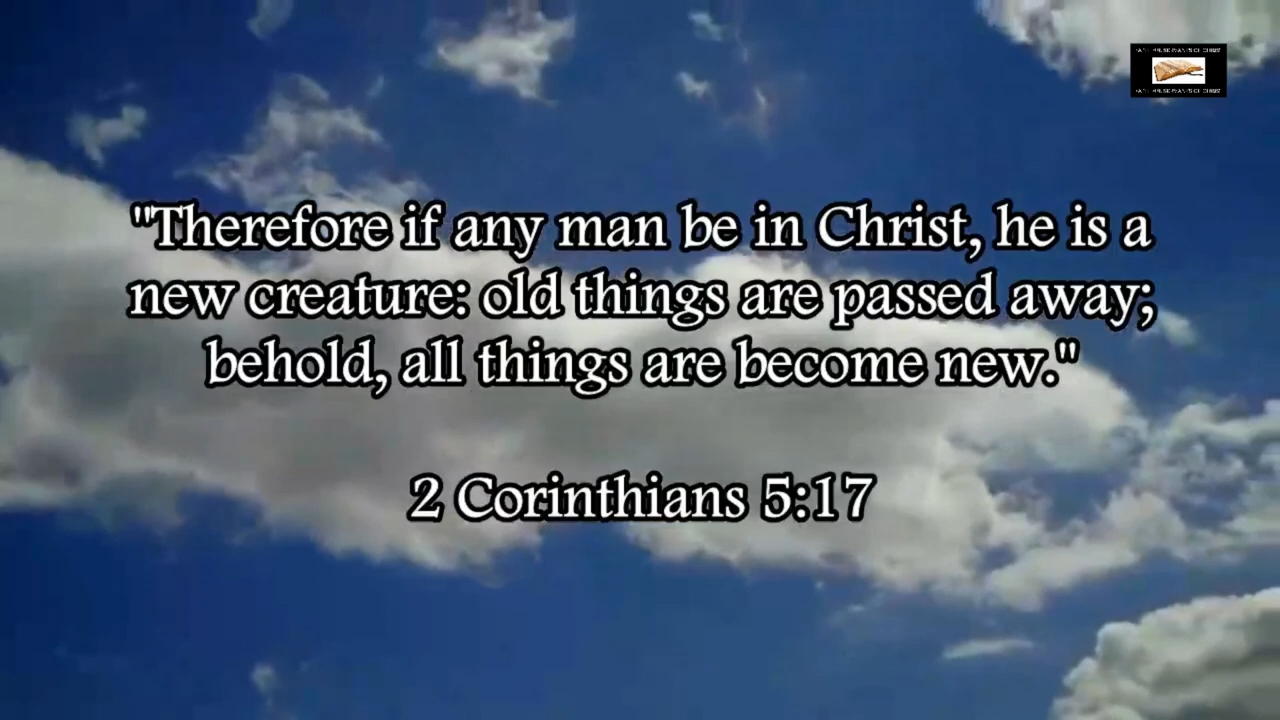 "Therefore if any man be in Christ, he is a
new creature: old things are passed away;
behold, all things are become new."
2 Corinthians 5:17